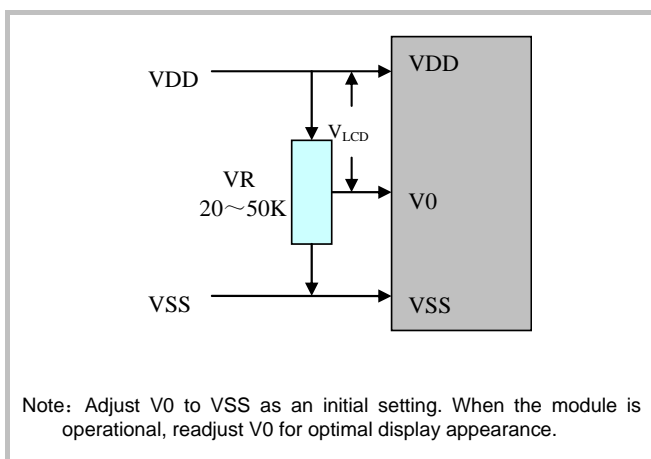 VDD
VDD
V_LCD
VR
20～50K
V0
VSS
VSS
Note：Adjust V0 to VSS as an initial setting. When the module is
operational, readjust V0 for optimal display appearance.